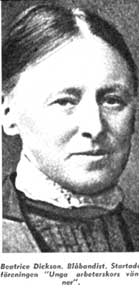 Beatrice Dickson, Blåbandist. Startade
föreningen "Unga arbeterskors vän-
ner".